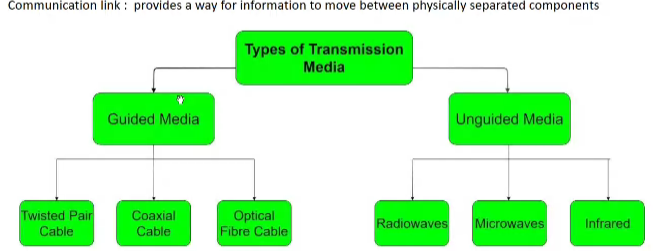 Communication link : provides a way for information to move between physically separated components
Types of Transmission
Media
Guided Media
Unguided Media
Twisted Pair
Cable
Coaxial
Cable
Optical
Fibre Cable
Radiowaves
Microwaves
Infrared